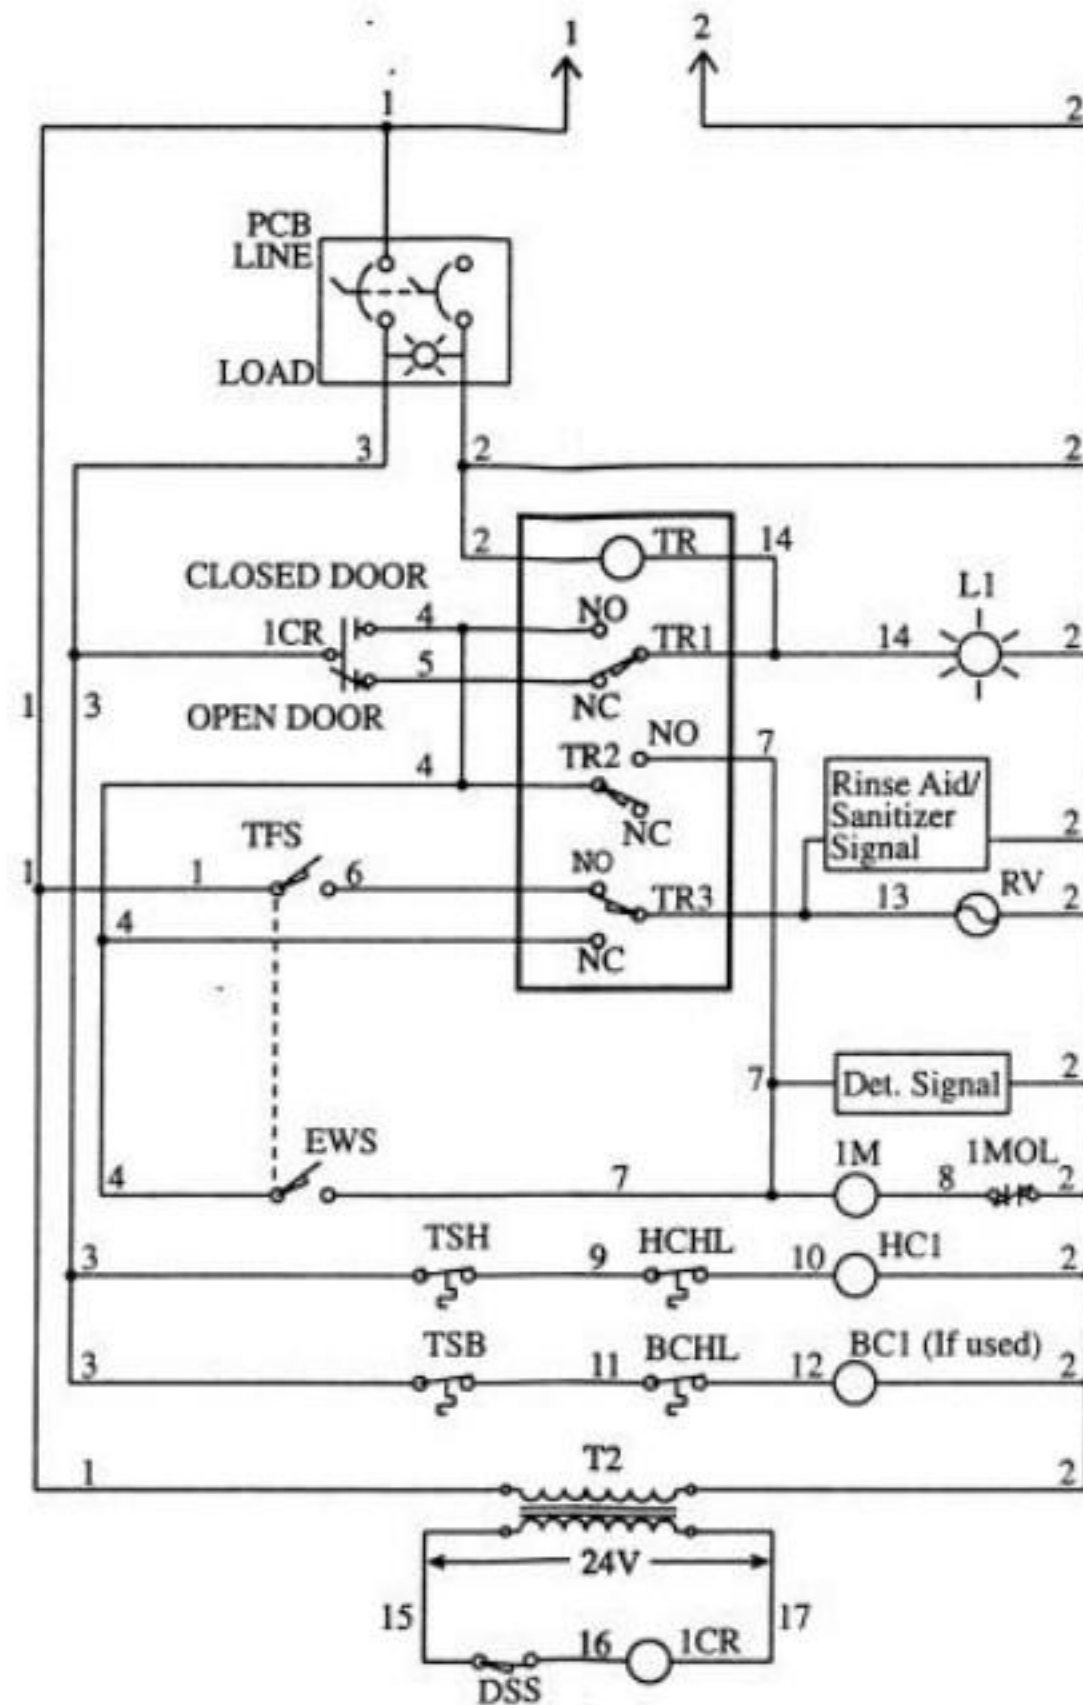 1
2
1
2
PCB
LINE
LOAD
3
2
2
2
TR
14
CLOSED DOOR
L1
4
NO
1CR
TR1
14
2
5
1
3
OPEN DOOR
NC
NO
7
TR2
4
NC
Rinse Aid/
Sanitizer
Signal
2
TFS
1
1
6
NO
RV
TR3
13
2
4
NC
7
Det. Signal
2
EWS
1M
1MOL
4
7
8
2
TSH
HCHL
HC1
3
9
10
2
TSB
BCHL
BC1 (If used)
3
11
12
2
T2
1
2
24V
15
17
16
1CR
DSS